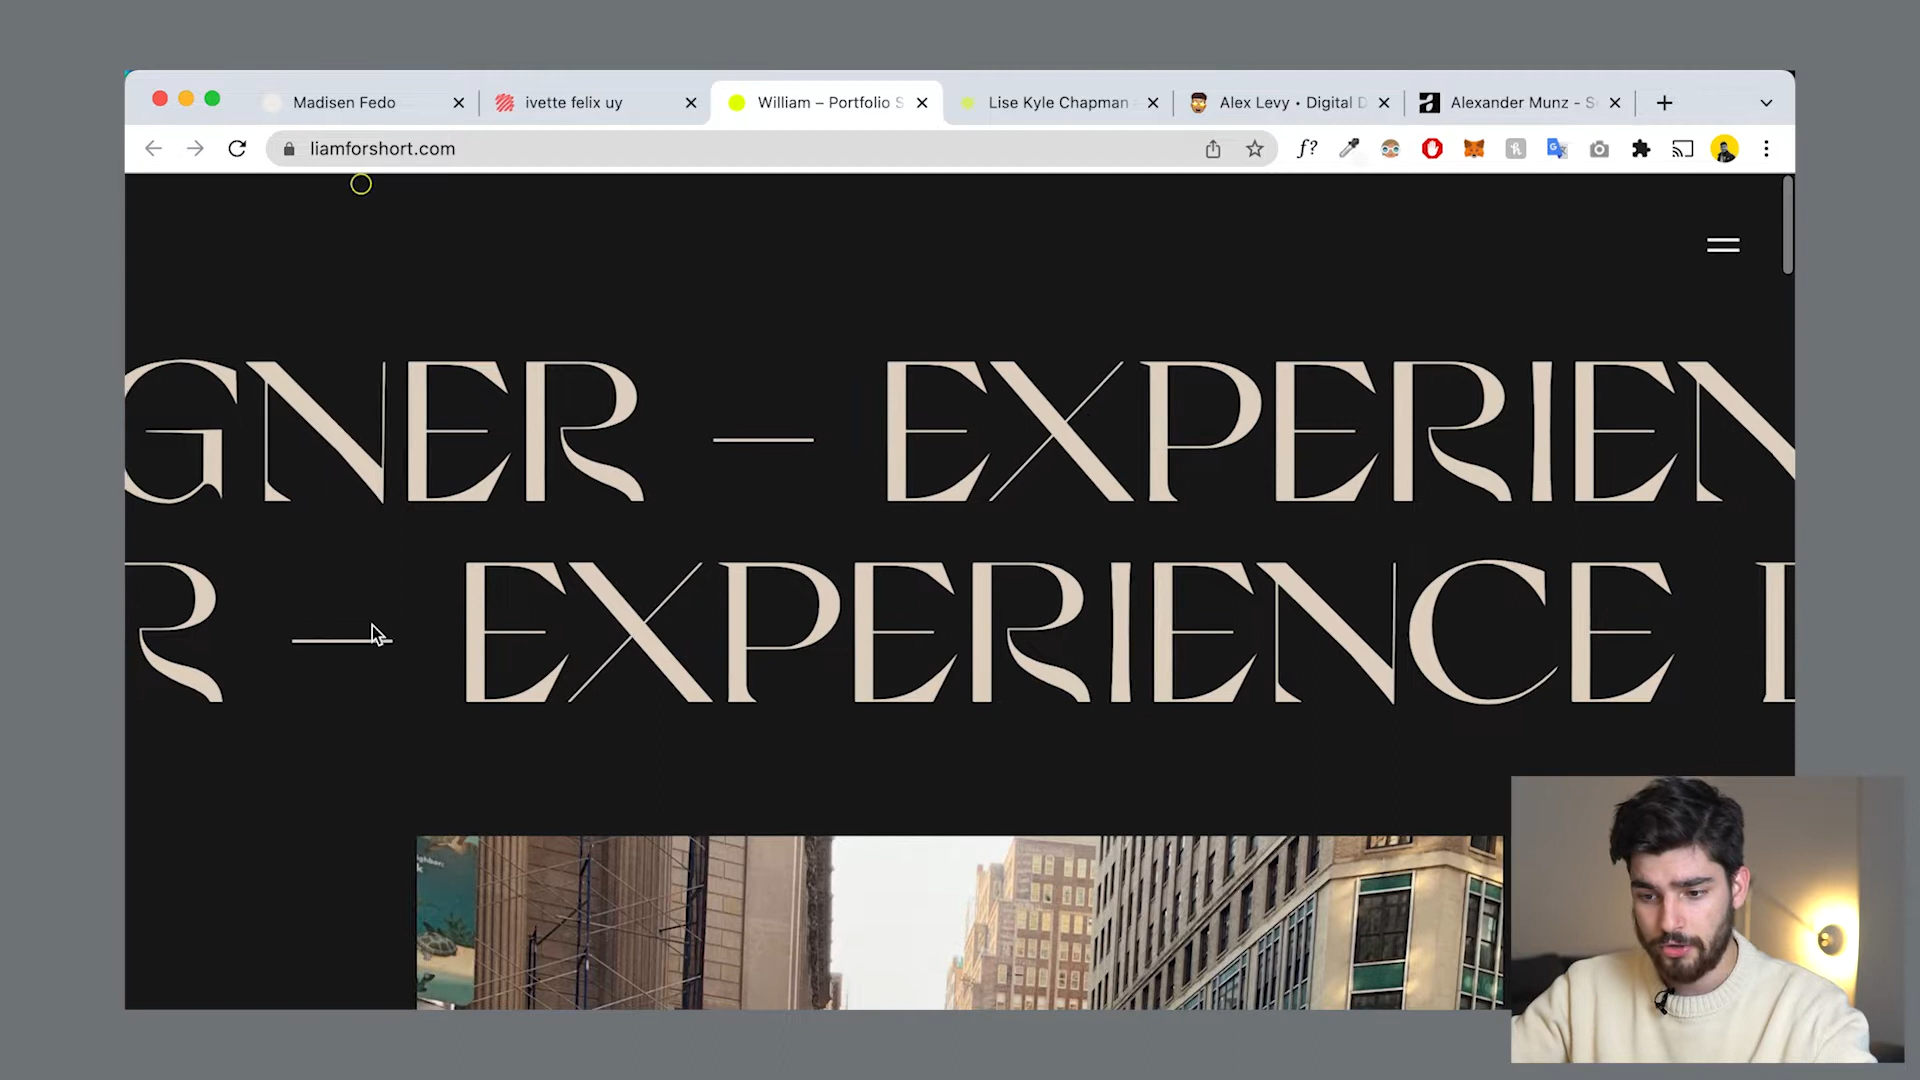 Madisen Fedo
ivette felix uy
William – Portfolio S
Lise Kyle Chapman
Alex Levy • Digital D
Alexander Munz - S
liamforshort.com
f?
GNER — EXPERIEN
R — EXPERIENCE D